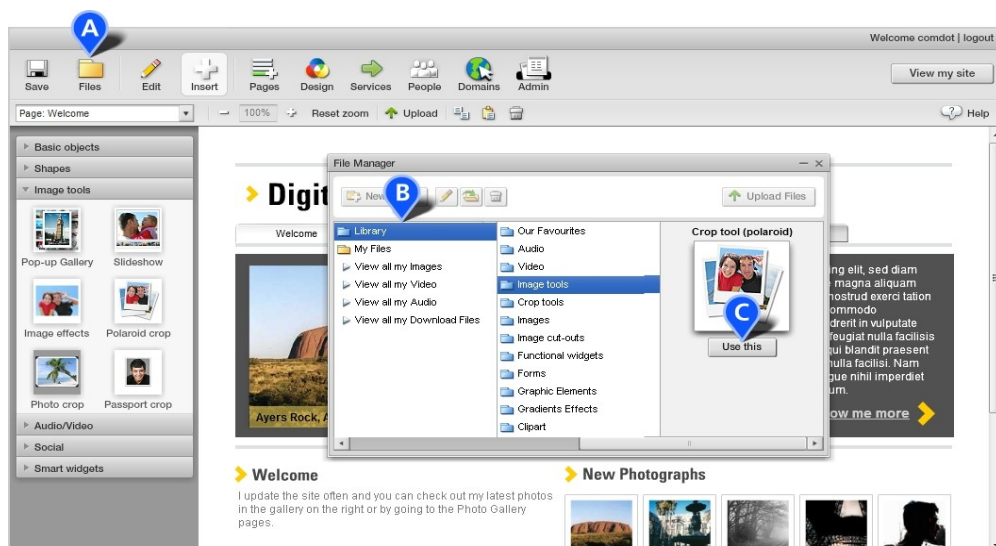 A
Welcome comdot | logout
Save Files Edit Insert Pages Design Services People Domains Admin
View my site
Page: Welcome
100% Reset zoom Upload
Help
Basic objects
Shapes
Image tools
Pop-up Gallery Slideshow
Image effects Polaroid crop
Photo crop Passport crop
Audio/Video
Social
Smart widgets
Digit
Welcome
Ayers Rock, A
File Manager
New
B
Upload Files
Library
My Files
View all my Images
View all my Video
View all my Audio
View all my Download Files
Our Favourites
Audio
Video
Image tools
Crop tools
Images
Image cut-outs
Functional widgets
Forms
Graphic Elements
Gradients Effects
Clipart
Crop tool (polaroid)
C
Use this
ing elit, sed diam
magna aliquam
nostrud exerci tation
ommodo
drerit in vulputate
feugiat nulla facilisis
qui blandit praesent
nulla facilisi. Nam
gue nihil imperdiet
um.
ow me more
Welcome
I update the site often and you can check out my latest photos
in the gallery on the right or by going to the Photo Gallery
pages.
New Photographs